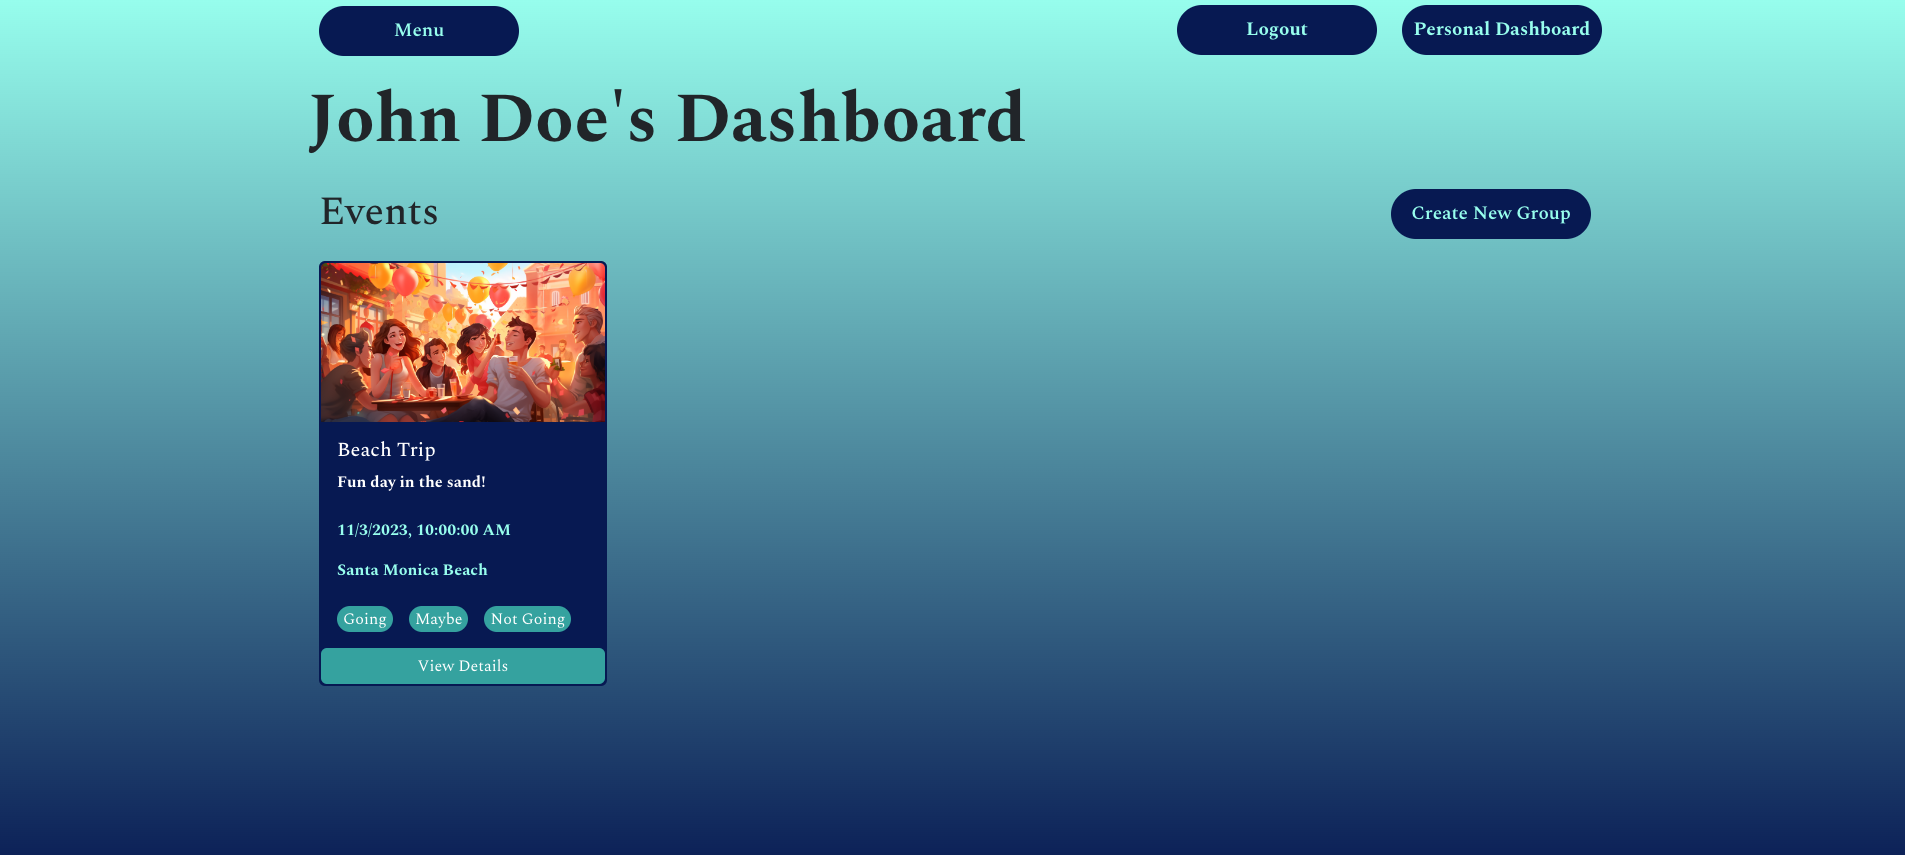 Menu
Logout
Personal Dashboard
John Doe's Dashboard
Events
Create New Group
Beach Trip
Fun day in the sand!
11/3/2023, 10:00:00 AM
Santa Monica Beach
Going
Maybe
Not Going
View Details